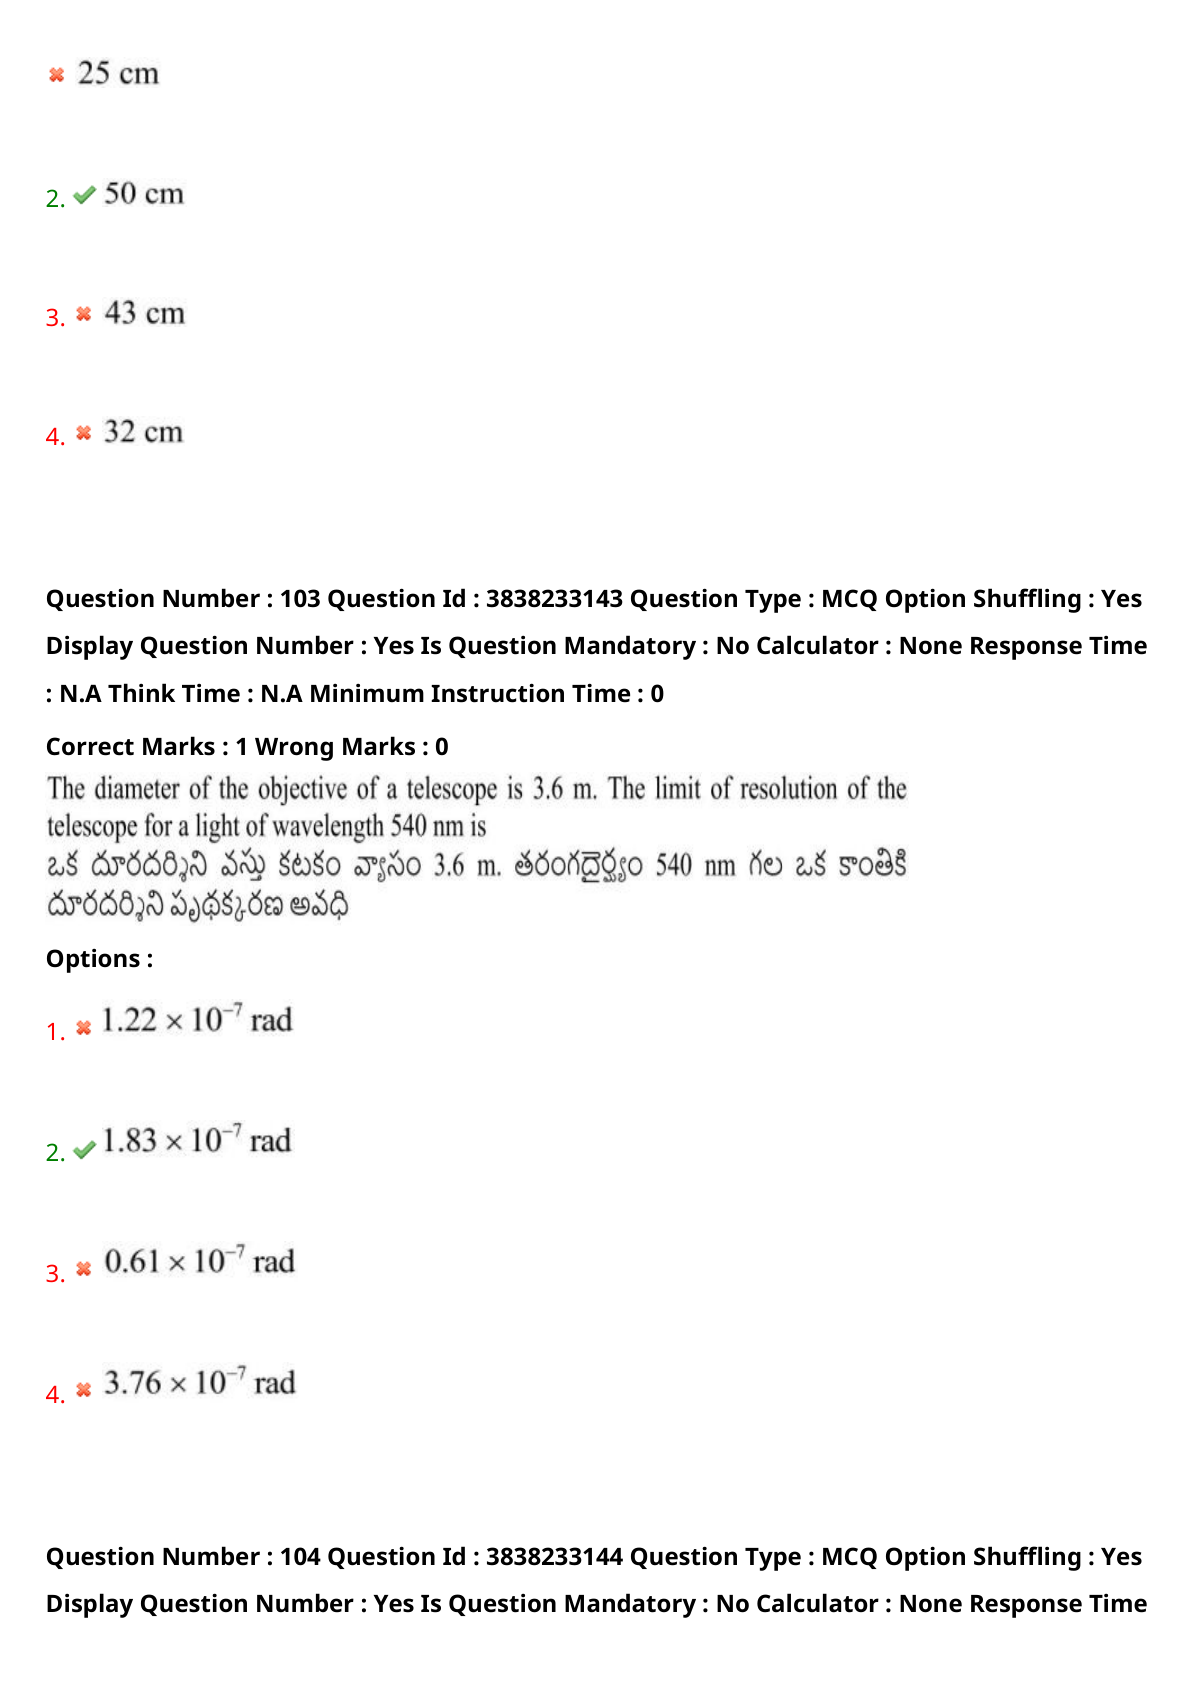 25 cm
2. 50 cm
3. 43 cm
4. 32 cm
Question Number : 103 Question Id : 3838233143 Question Type : MCQ Option Shuffling : Yes
Display Question Number : Yes Is Question Mandatory : No Calculator : None Response Time
: N.A Think Time : N.A Minimum Instruction Time : 0
Correct Marks : 1 Wrong Marks : 0
The diameter of the objective of a telescope is 3.6 m. The limit of resolution of the
telescope for a light of wavelength 540 nm is
ఒక దూరదర్శిని వస్తు కటకం వ్యాసం 3.6 m. తరంగదైర్ఘ్యం 540 nm గల ఒక కాంతికి
దూరదర్శిని పృథక్కరణ అవధి
Options :
1. 1.22 × 10⁻⁷ rad
2. 1.83 × 10⁻⁷ rad
3. 0.61 × 10⁻⁷ rad
4. 3.76 × 10⁻⁷ rad
Question Number : 104 Question Id : 3838233144 Question Type : MCQ Option Shuffling : Yes
Display Question Number : Yes Is Question Mandatory : No Calculator : None Response Time